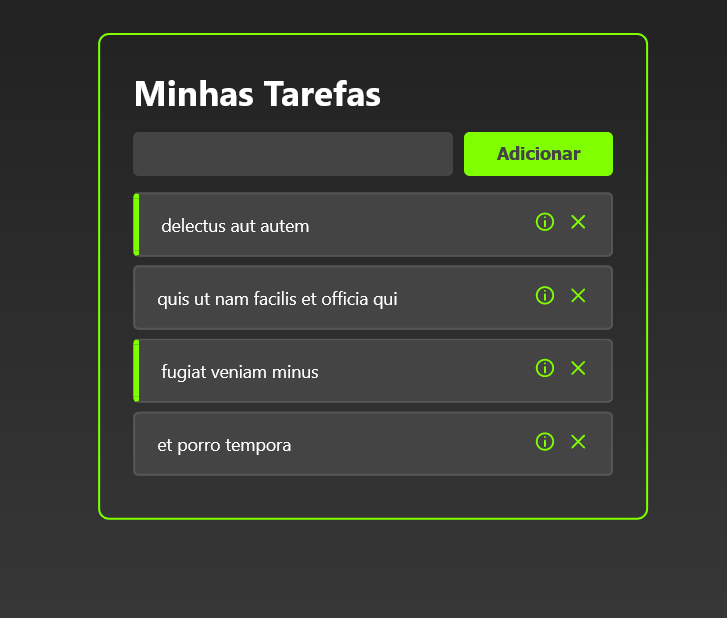 Minhas Tarefas
Adicionar
delectus aut autem
quis ut nam facilis et officia qui
fugiat veniam minus
et porro tempora